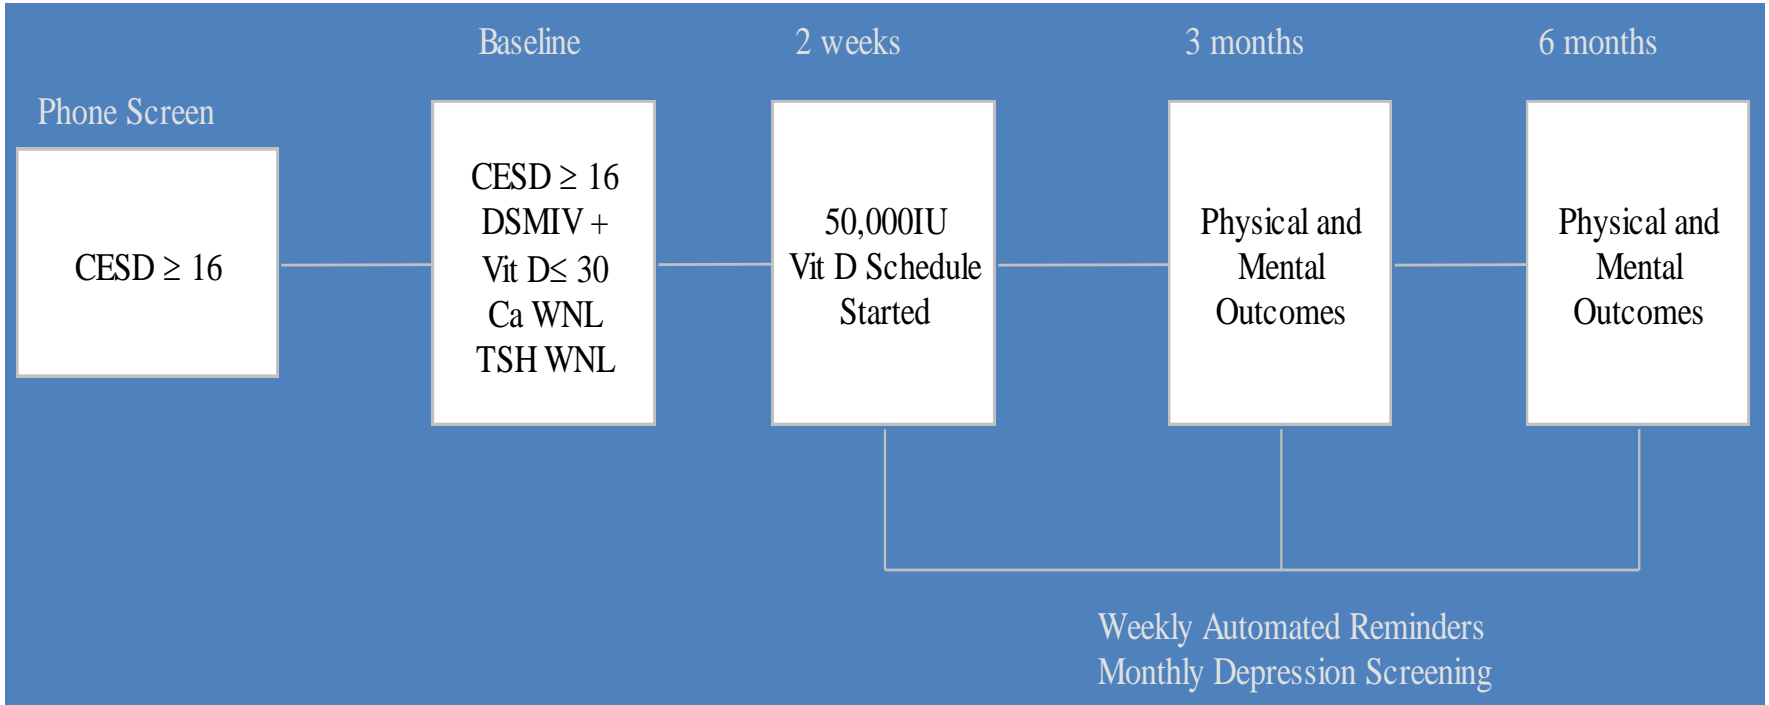 Phone Screen
CESD ≥ 16
Baseline
CESD ≥ 16
DSMIV +
Vit D≤ 30
Ca WNL
TSH WNL
2 weeks
50,000IU
Vit D Schedule
Started
3 months
Physical and
Mental
Outcomes
6 months
Physical and
Mental
Outcomes
Weekly Automated Reminders
Monthly Depression Screening